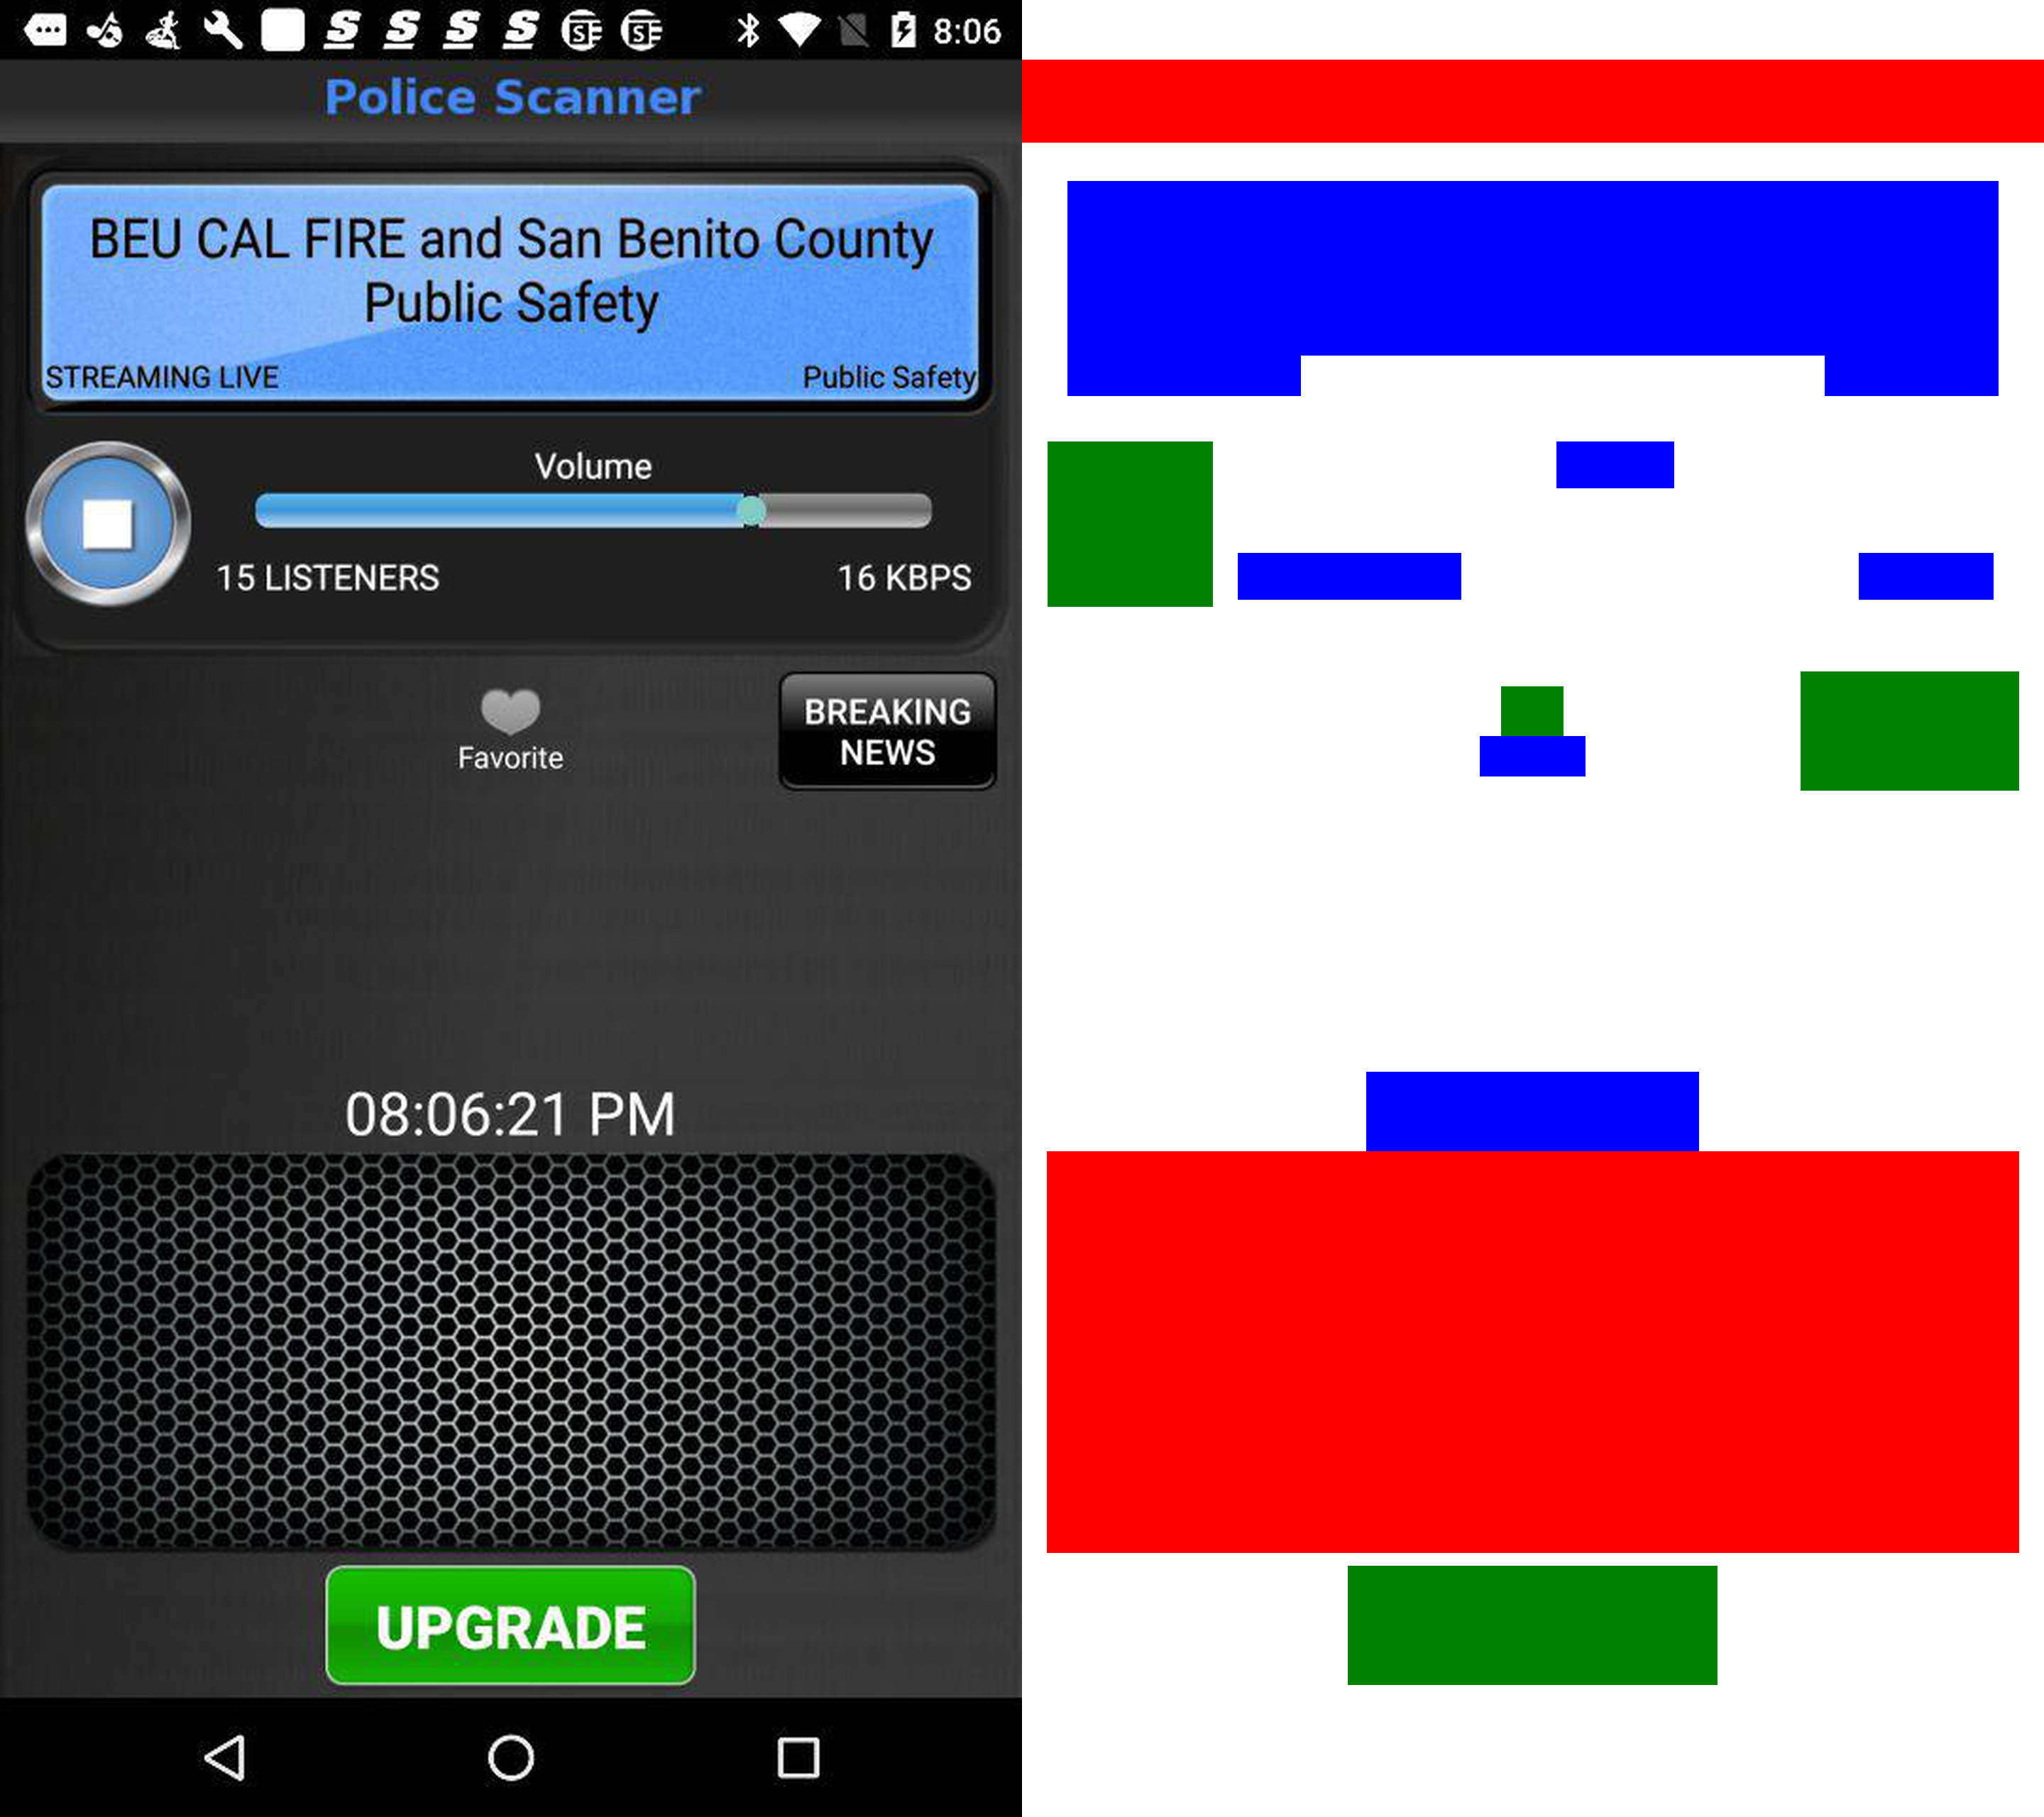 8:06
Police Scanner
BEU CAL FIRE and San Benito County
Public Safety
STREAMING LIVE
Public Safety
Volume
15 LISTENERS
16 KBPS
Favorite
BREAKING
NEWS
08:06:21 PM
UPGRADE